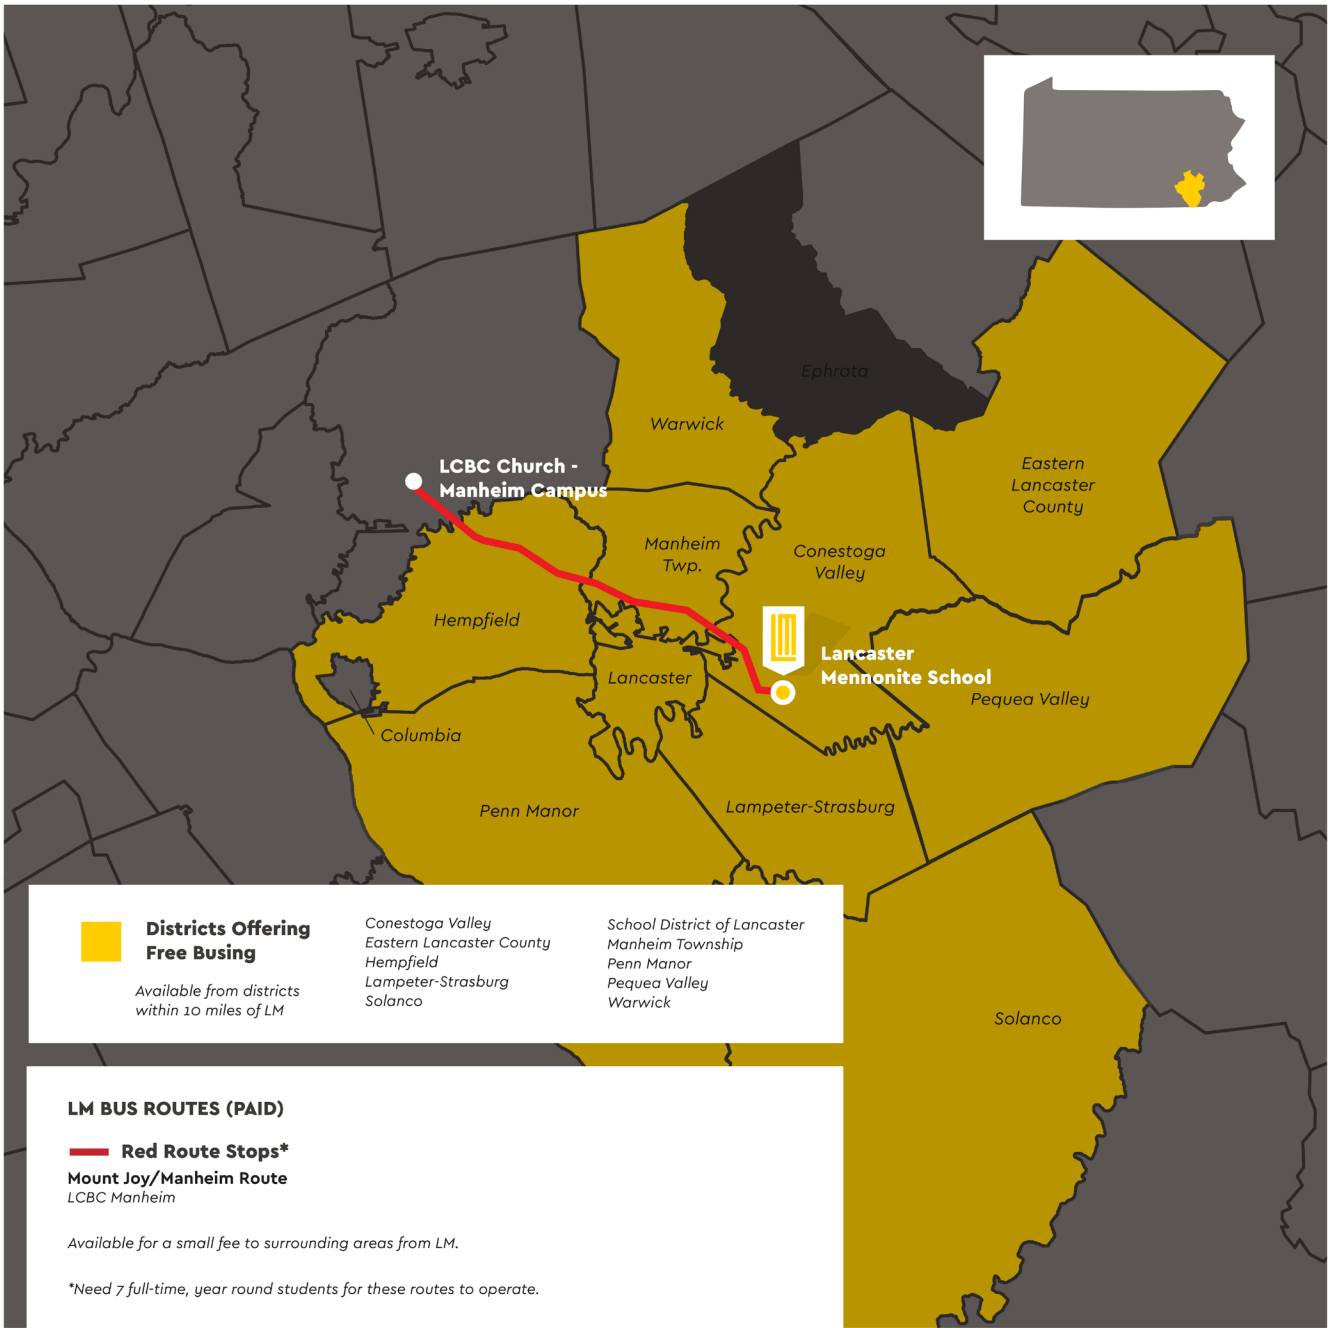 Ephrata
Warwick
LCBC Church -
Manheim Campus
Eastern
Lancaster
County
Manheim
Twp.
Conestoga
Valley
Hempfield
Lancaster
Mennonite School
Lancaster
Pequea Valley
Columbia
Penn Manor
Lampeter-Strasburg
Solanco
Districts Offering
Free Busing
Available from districts
within 10 miles of LM
Conestoga Valley
Eastern Lancaster County
Hempfield
Lampeter-Strasburg
Solanco
School District of Lancaster
Manheim Township
Penn Manor
Pequea Valley
Warwick
LM BUS ROUTES (PAID)
Red Route Stops*
Mount Joy/Manheim Route
LCBC Manheim
Available for a small fee to surrounding areas from LM.
*Need 7 full-time, year round students for these routes to operate.